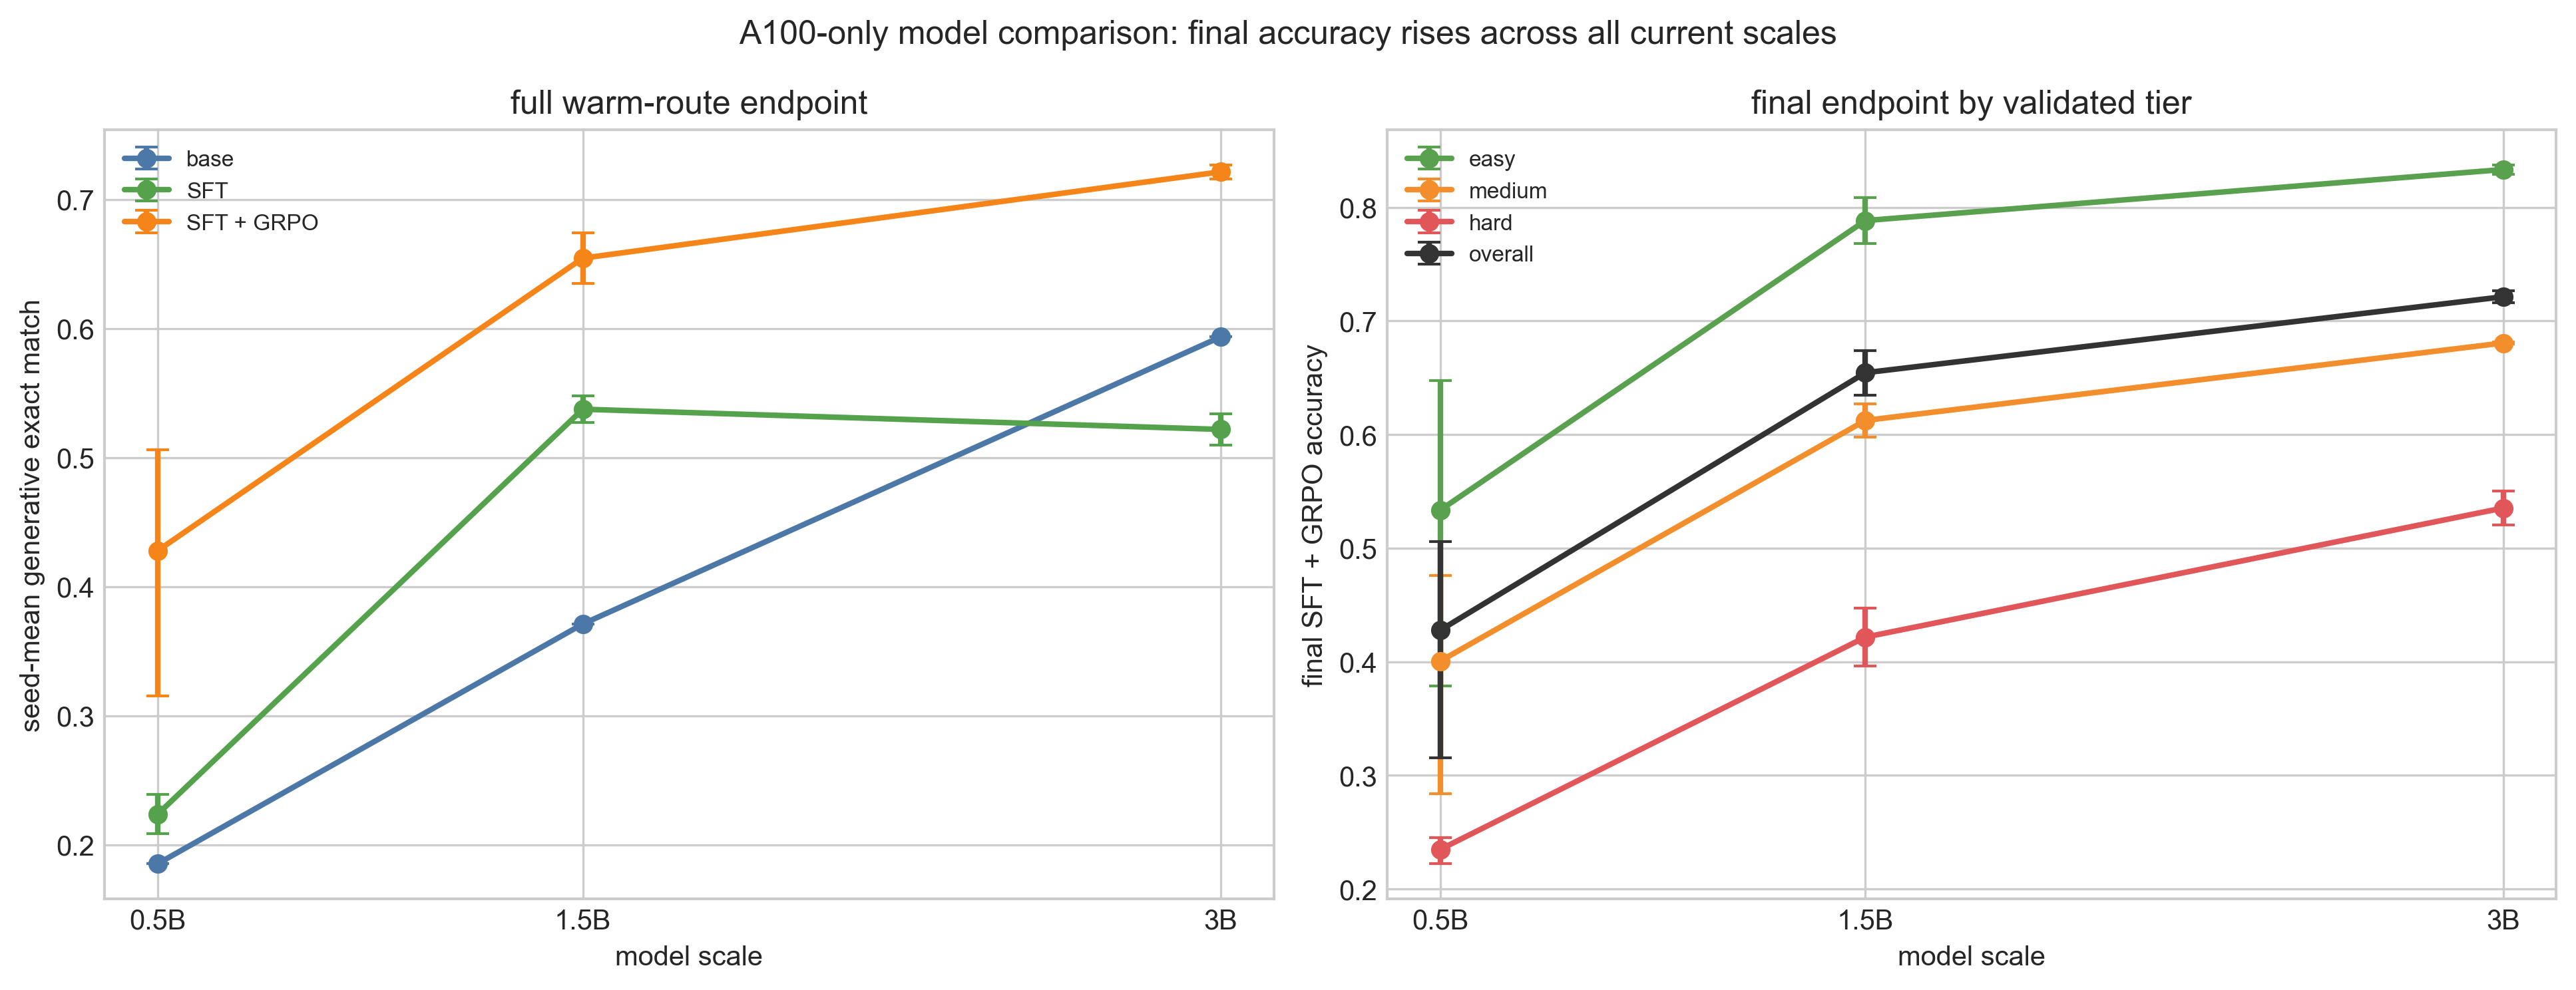 A100-only model comparison: final accuracy rises across all current scales
full warm-route endpoint
base
SFT
SFT + GRPO
seed-mean generative exact match
0.7
0.6
0.5
0.4
0.3
0.2
0.5B
1.5B
3B
model scale
final endpoint by validated tier
easy
medium
hard
overall
final SFT + GRPO accuracy
0.8
0.7
0.6
0.5
0.4
0.3
0.2
0.5B
1.5B
3B
model scale